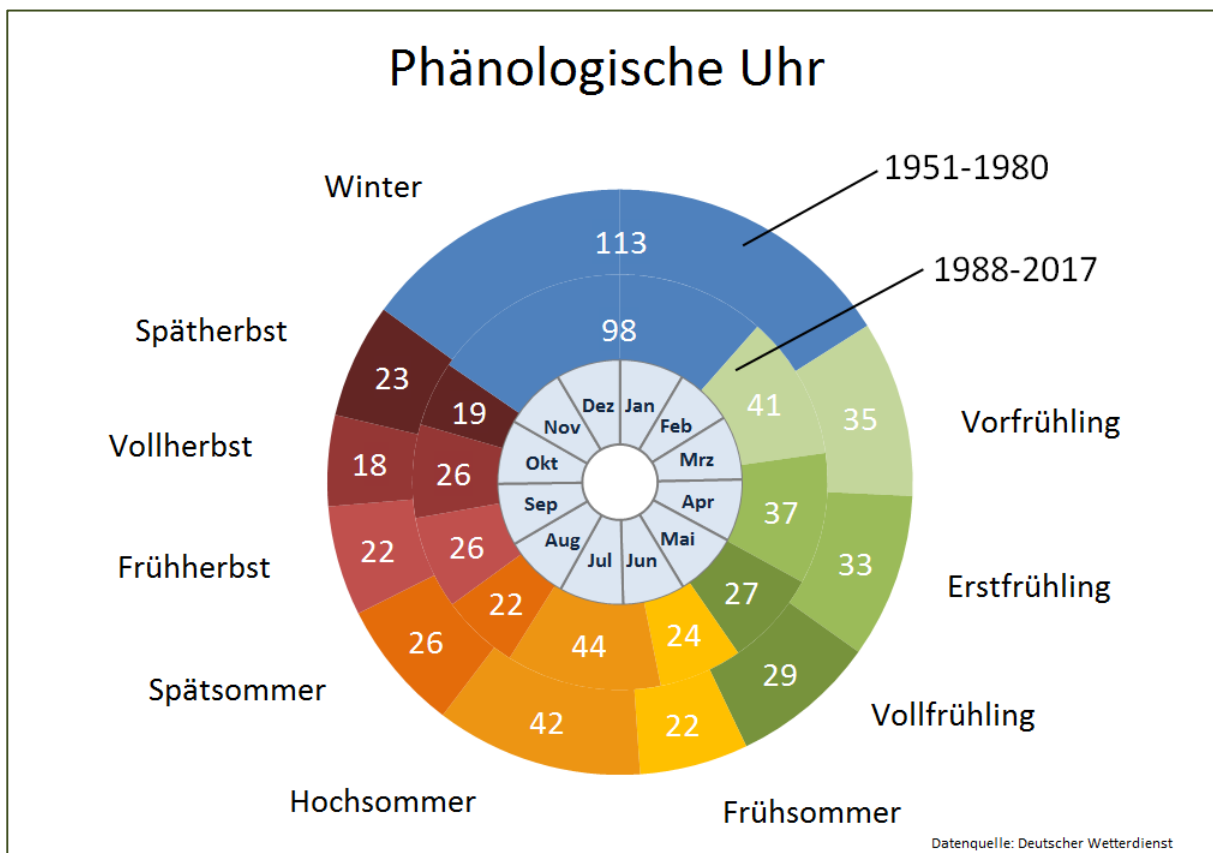 Phänologische Uhr
1951-1980
1988-2017
Winter
Spätherbst
Vollherbst
Frühherbst
Spätsommer
Hochsommer
Frühsommer
Vollfrühling
Erstfrühling
Vorfrühling
113
98
35
41
33
37
29
27
22
24
42
44
26
22
22
26
18
26
23
19
Jan
Feb
Mrz
Apr
Mai
Jun
Jul
Aug
Sep
Okt
Nov
Dez
Datenquelle: Deutscher Wetterdienst